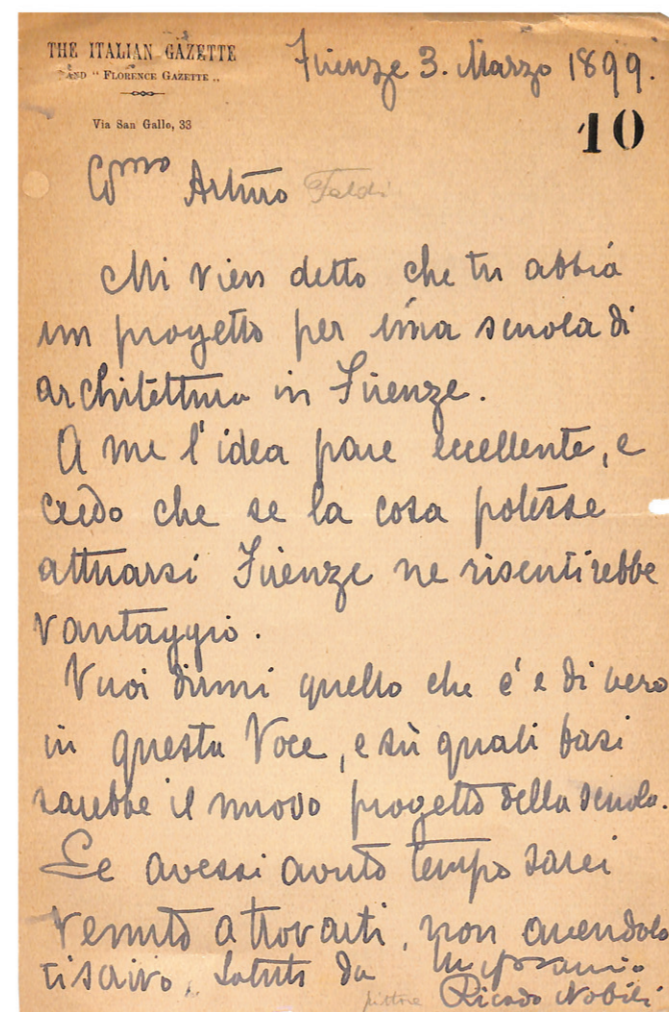 THE ITALIAN GAZETTE
AND "FLORENCE GAZETTE"
Via San Gallo, 33
Firenze 3. Marzo 1899.
10
Cmo Arturo Faldi
Mi vien detto che tu abbia
un progetto per una scuola di
architettura in Firenze.
A me l'idea pare eccellente, e
credo che se la cosa potesse
attuarsi Firenze ne risentirebbe
vantaggio.
Vuoi dirmi quello che c'è di vero
in questa Voce, e sù quali basi
sarebbe il nuovo progetto della scuola.
Se avessi avuto tempo sarei
venuto a trovarti, non avendolo
ti scrivo. Saluti da
pittore Ricardo Nobili